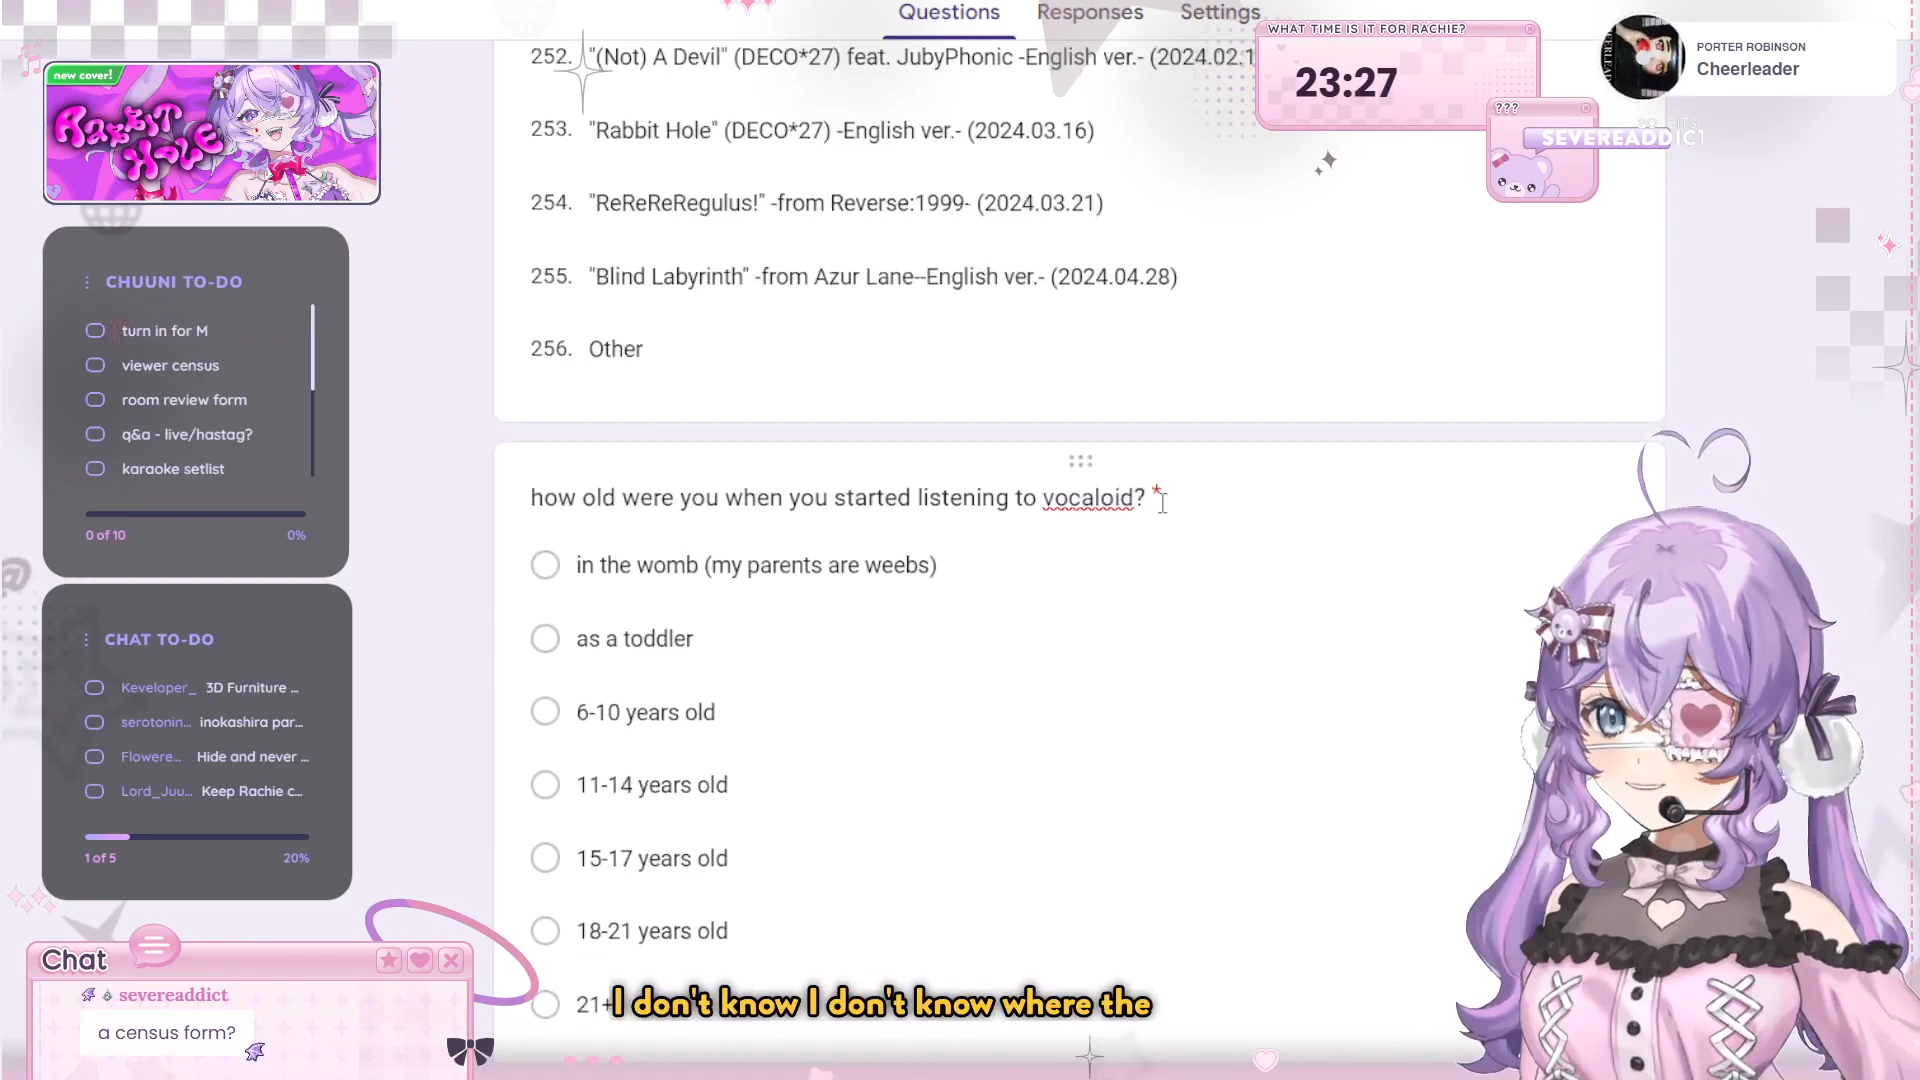 Questions
Responses
Settings
252. "(Not) A Devil" (DECO*27) feat. JubyPhonic -English ver.- (2024.02.1
253. "Rabbit Hole" (DECO*27) -English ver.- (2024.03.16)
254. "ReReReRegulus!" -from Reverse:1999- (2024.03.21)
255. "Blind Labyrinth" -from Azur Lane--English ver.- (2024.04.28)
256. Other
how old were you when you started listening to vocaloid? *
in the womb (my parents are weebs)
as a toddler
6-10 years old
11-14 years old
15-17 years old
18-21 years old
21+
I don't know I don't know where the
new cover!
RABBIT
HOLE
CHUUNI TO-DO
turn in for M
viewer census
room review form
q&a - live/hastag?
karaoke setlist
0 of 10
0%
CHAT TO-DO
Keveloper_ 3D Furniture ...
serotonin... inokashira par...
Flowere... Hide and never ...
Lord_Juu... Keep Rachie c...
1 of 5
20%
Chat
severeaddict
a census form?
WHAT TIME IS IT FOR RACHIE?
23:27
???
SEVEREADDIC
PORTER ROBINSON
Cheerleader